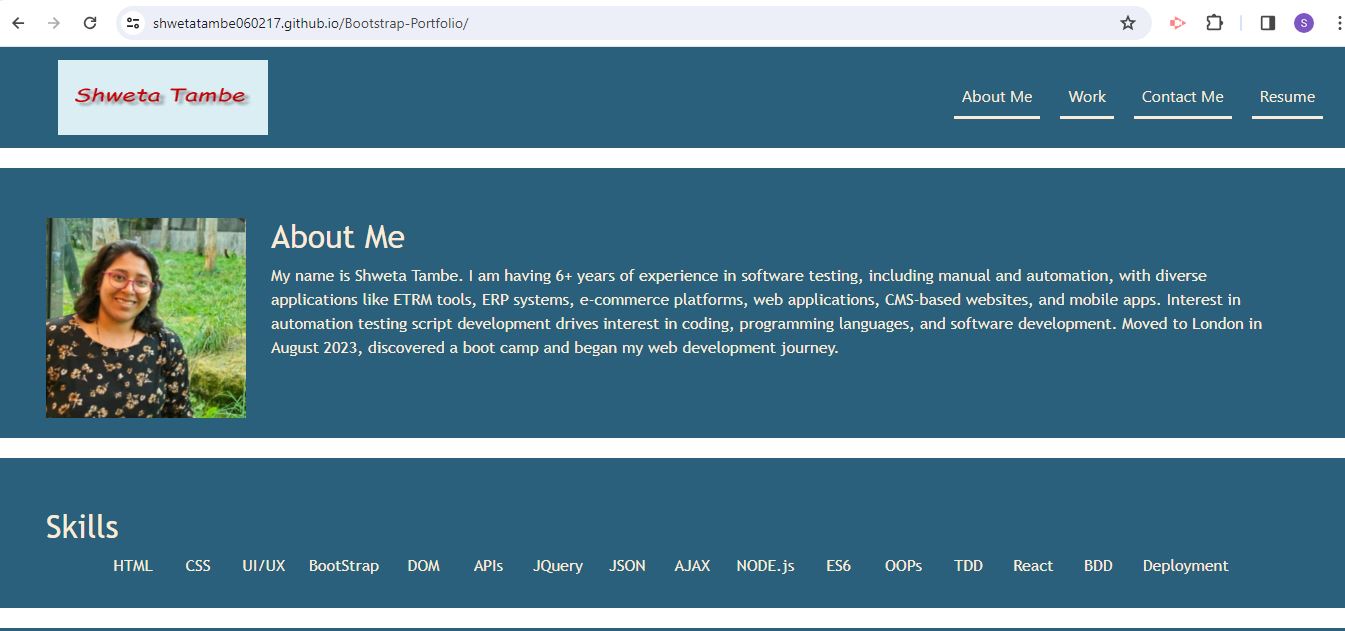 shwetatambe060217.github.io/Bootstrap-Portfolio/
S
Shweta Tambe
About Me Work Contact Me Resume
About Me
My name is Shweta Tambe. I am having 6+ years of experience in software testing, including manual and automation, with diverse
applications like ETRM tools, ERP systems, e-commerce platforms, web applications, CMS-based websites, and mobile apps. Interest in
automation testing script development drives interest in coding, programming languages, and software development. Moved to London in
August 2023, discovered a boot camp and began my web development journey.
Skills
HTML CSS UI/UX BootStrap DOM APIs JQuery JSON AJAX NODE.js ES6 OOPs TDD React BDD Deployment